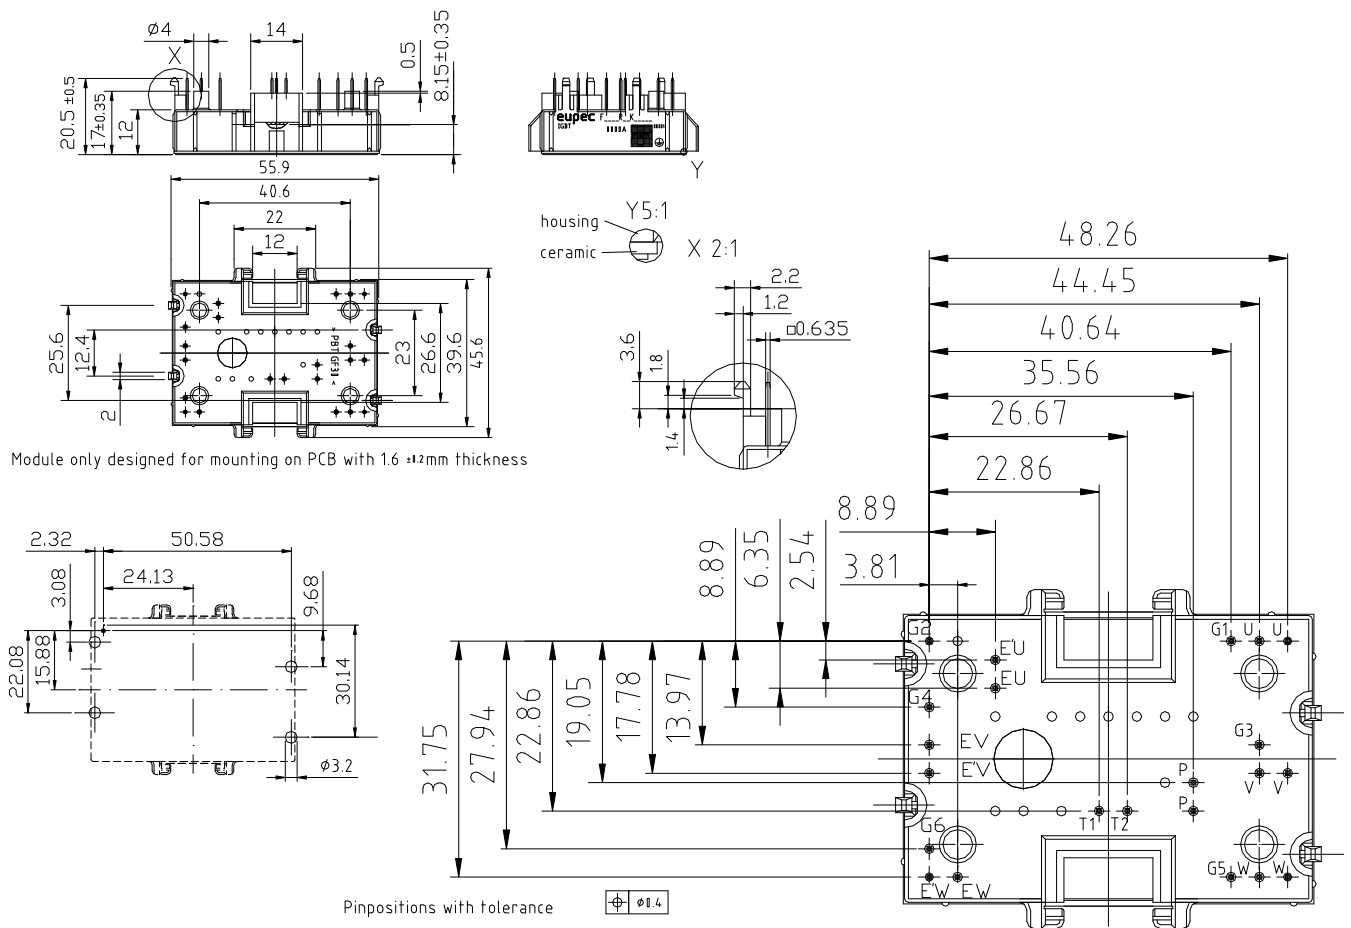 Ø4
14
X
0.5
8.15±0.35
20.5 ±0.5
17±0.35
12
eupec
IGBT
Y
55.9
40.6
22
12
housing
Y5:1
ceramic
X 2:1
25.6
12.4
2
23
26.6
39.6
45.6
2.2
1.2
□0.635
3.6
1.8
1.4
Module only designed for mounting on PCB with 1.6 ±0.2mm thickness
48.26
44.45
40.64
35.56
26.67
22.86
8.89
3.81
8.89
6.35
2.54
2.32
50.58
24.13
3.08
9.68
22.08
15.88
30.14
Ø3.2
31.75
27.94
22.86
19.05
17.78
13.97
G2
E'U
EU
G1
U
U
G4
EV
E'V
G3
V
V
P
P
T1
T2
G6
E'W
EW
G5
W
W
Pinpositions with tolerance
⌖ Ø0.4